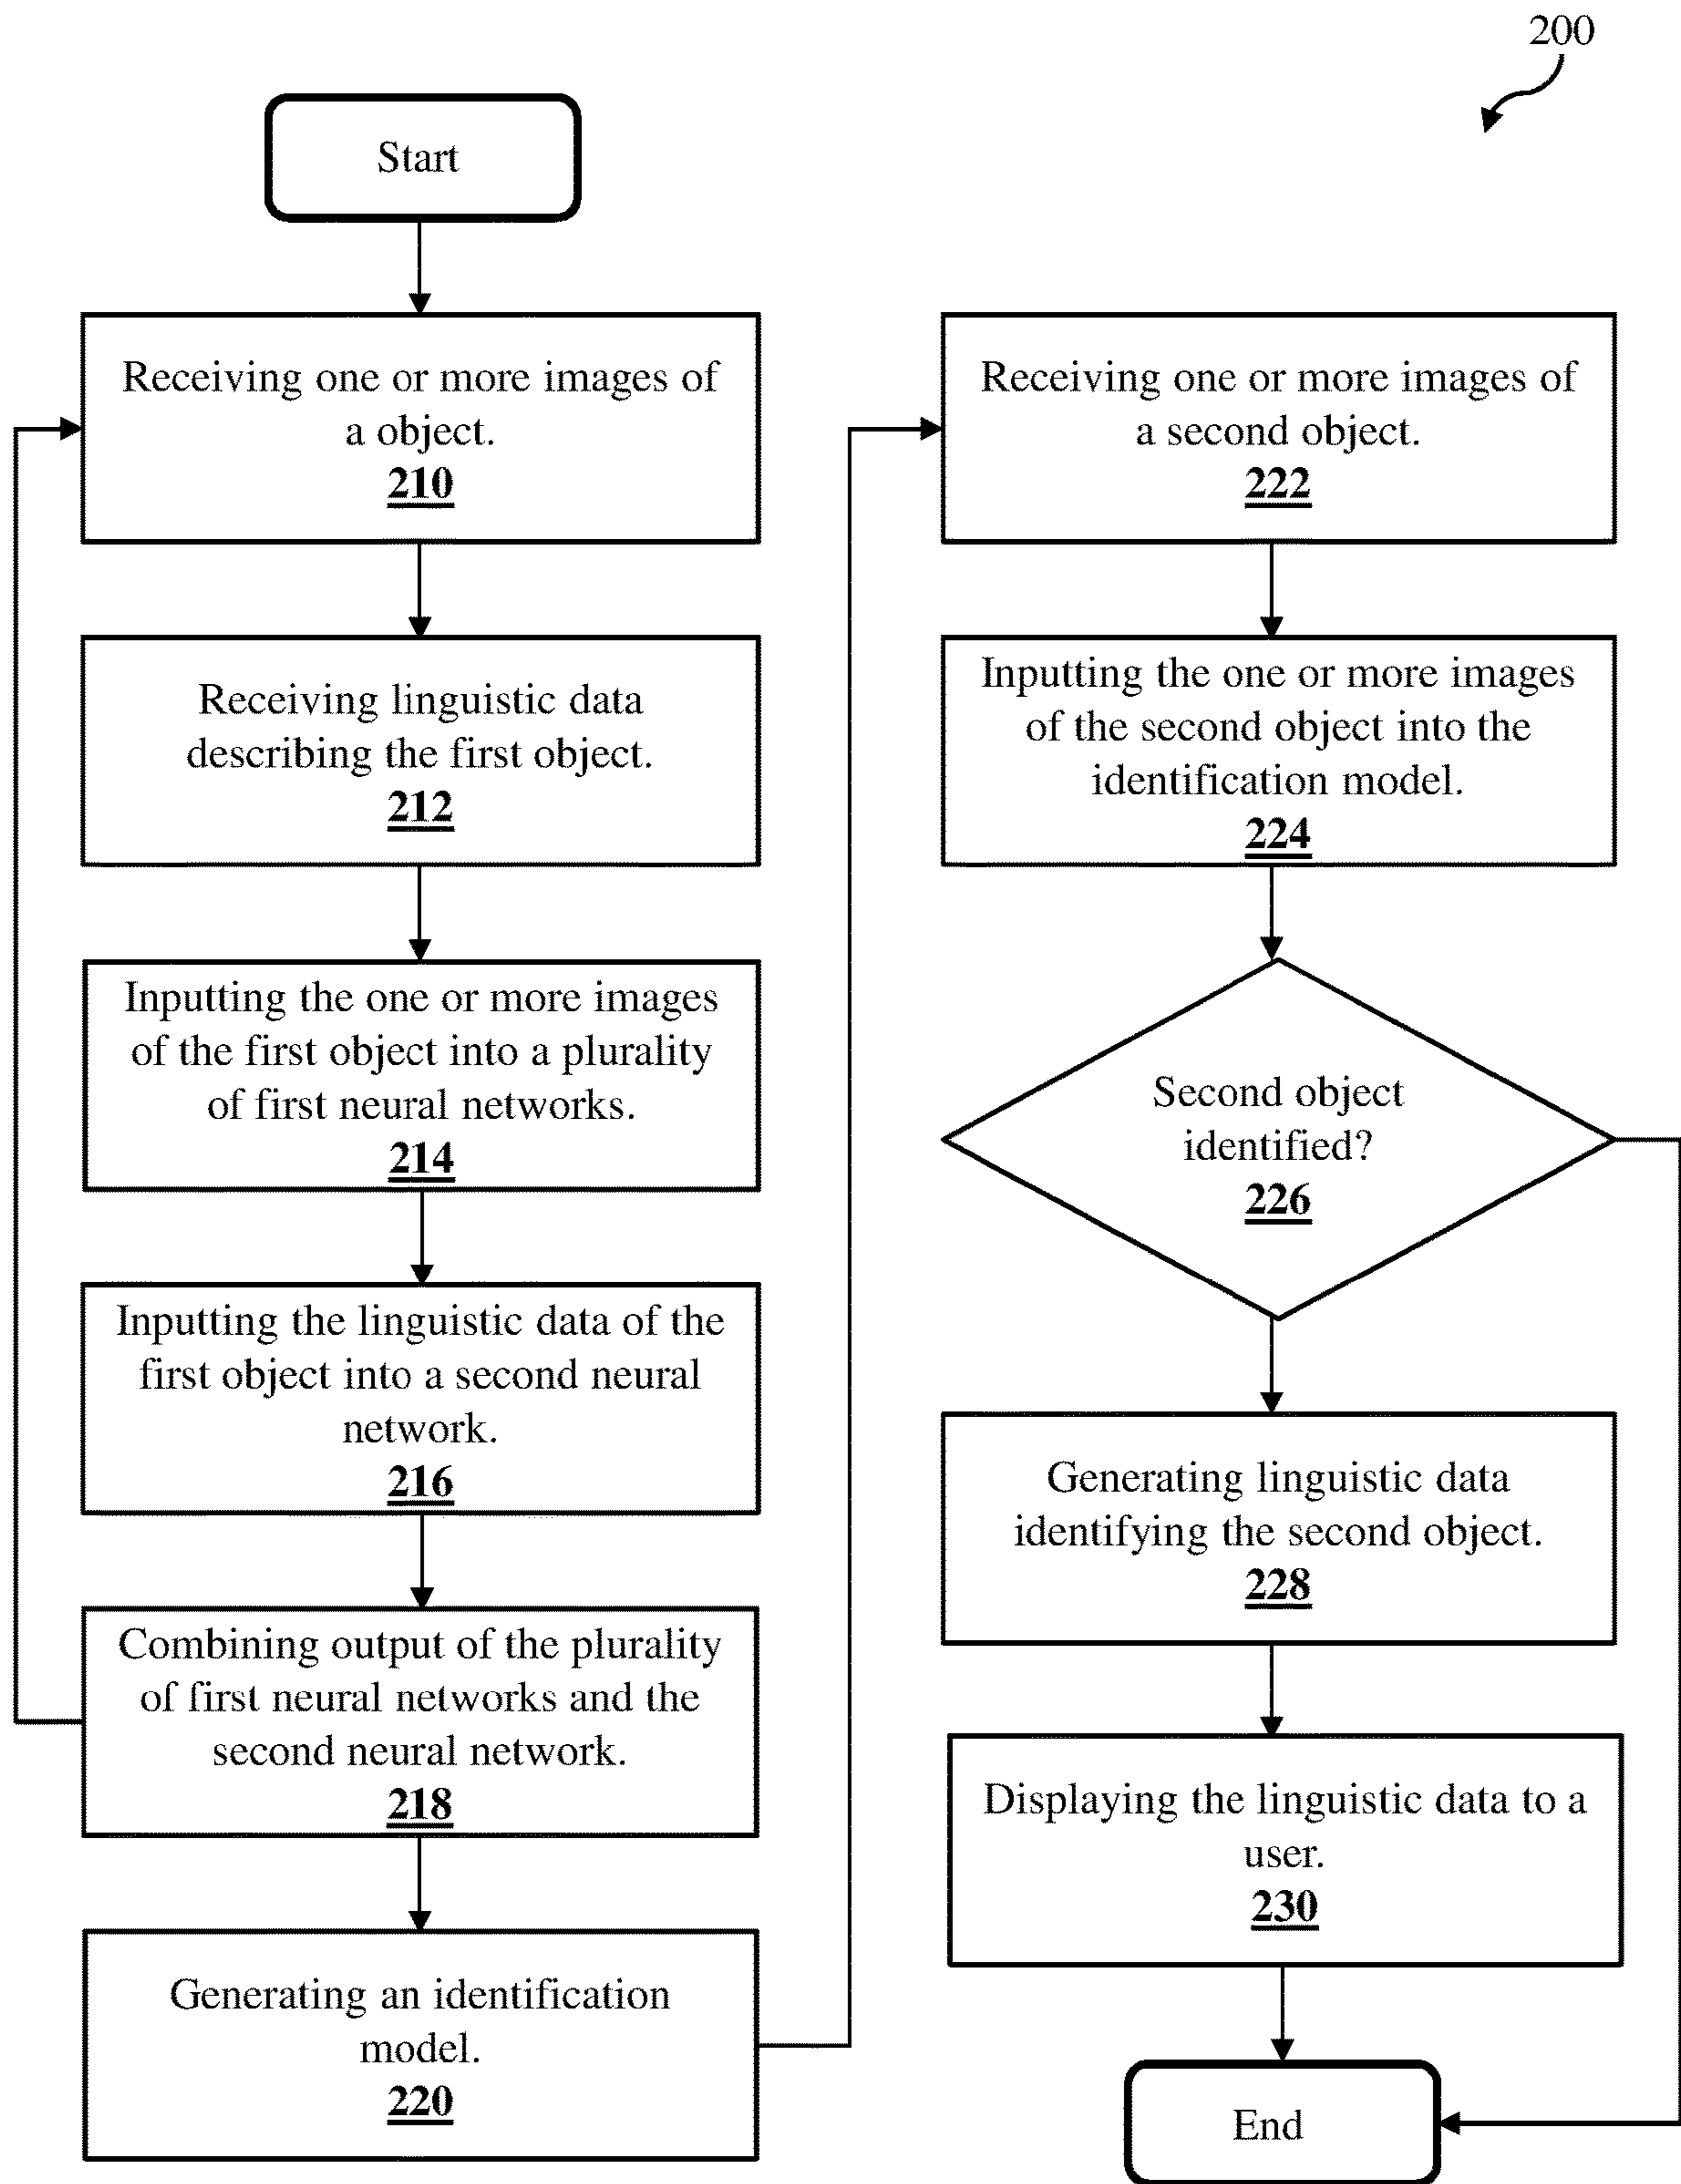 200
Start
Receiving one or more images of
a object.
210
Receiving linguistic data
describing the first object.
212
Inputting the one or more images
of the first object into a plurality
of first neural networks.
214
Inputting the linguistic data of the
first object into a second neural
network.
216
Combining output of the plurality
of first neural networks and the
second neural network.
218
Generating an identification
model.
220
Receiving one or more images of
a second object.
222
Inputting the one or more images
of the second object into the
identification model.
224
Second object
identified?
226
Generating linguistic data
identifying the second object.
228
Displaying the linguistic data to a
user.
230
End